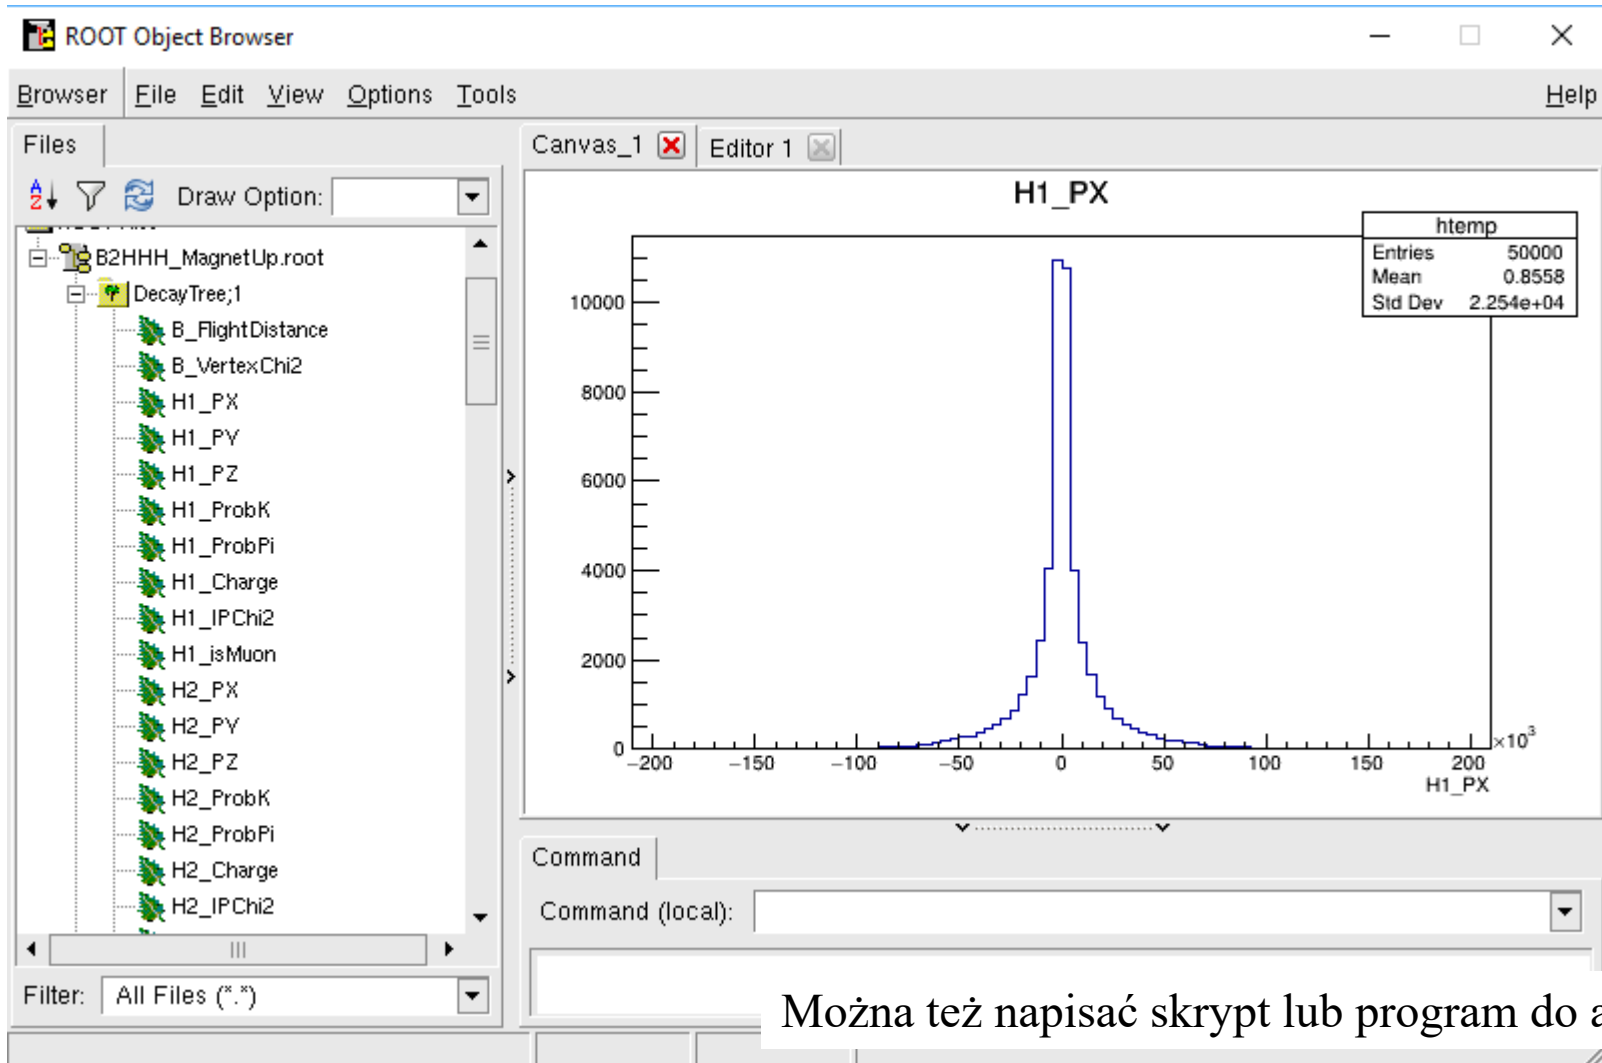 ROOT Object Browser
Browser File Edit View Options Tools Help
Files
Draw Option:
B2HHH_MagnetUp.root
DecayTree;1
B_FlightDistance
B_VertexChi2
H1_PX
H1_PY
H1_PZ
H1_ProbK
H1_ProbPi
H1_Charge
H1_IPChi2
H1_isMuon
H2_PX
H2_PY
H2_PZ
H2_ProbK
H2_ProbPi
H2_Charge
H2_IPChi2
Filter: All Files (*.*)
Canvas_1 Editor 1
H1_PX
htemp
Entries 50000
Mean 0.8558
Std Dev 2.254e+04
10000
8000
6000
4000
2000
0
−200 −150 −100 −50 0 50 100 150 200
×10³
H1_PX
Command
Command (local):
Można też napisać skrypt lub program do a